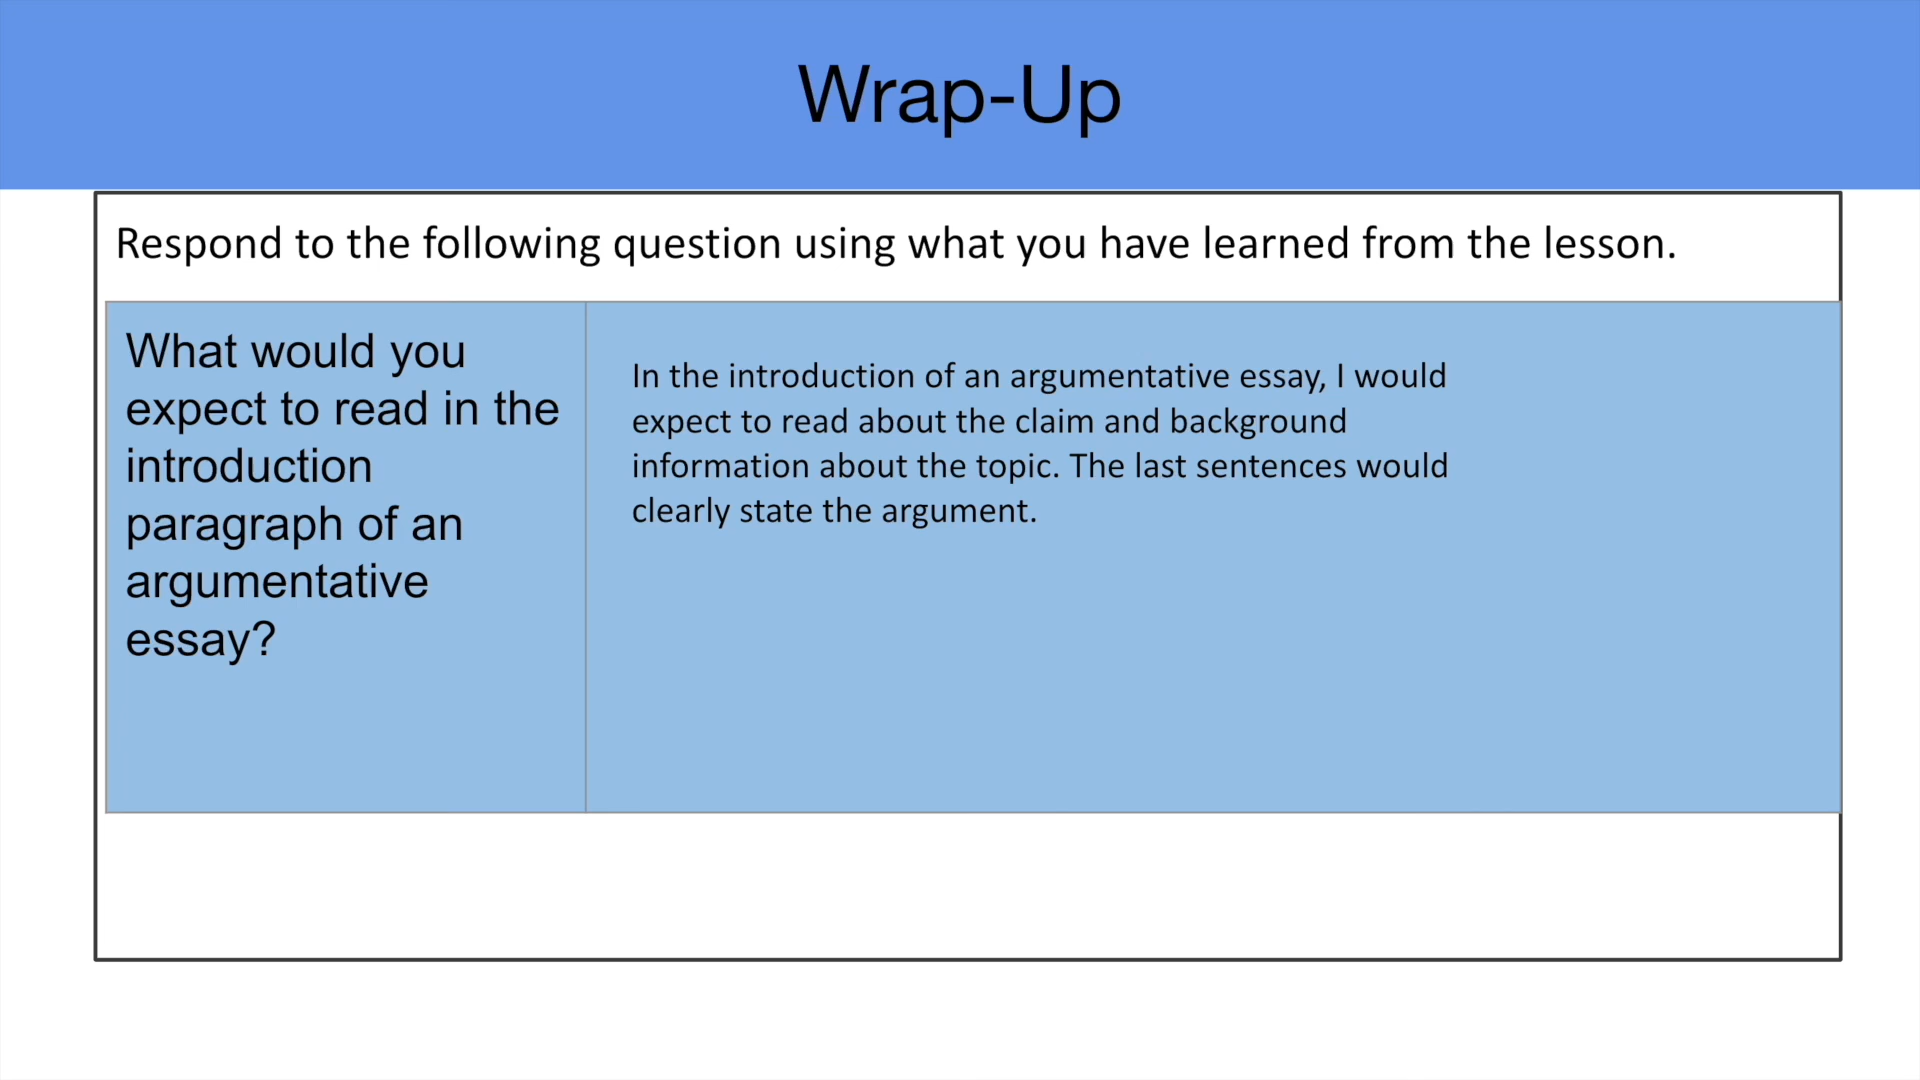 Wrap-Up
Respond to the following question using what you have learned from the lesson.
What would you
expect to read in the
introduction
paragraph of an
argumentative
essay?
In the introduction of an argumentative essay, I would
expect to read about the claim and background
information about the topic. The last sentences would
clearly state the argument.